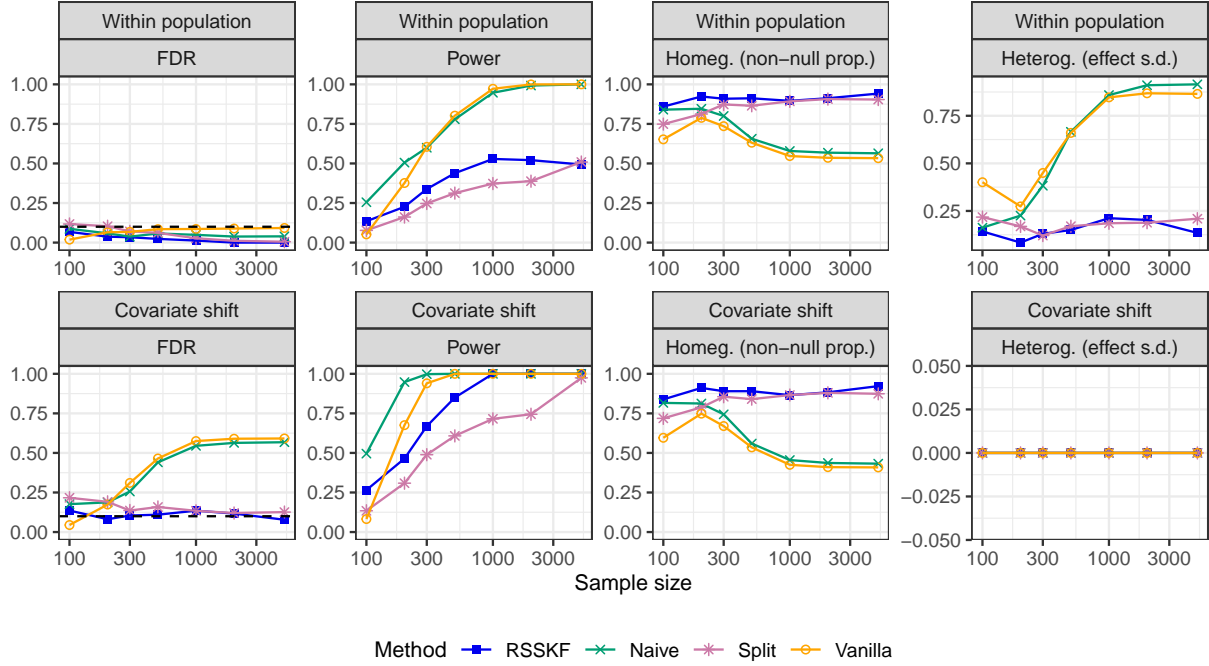 Within population
Within population
Within population
Within population
FDR
Power
Homeg. (non−null prop.)
Heterog. (effect s.d.)
1.00
0.75
0.50
0.25
0.00
100 300 1000 3000
1.00
0.75
0.50
0.25
0.00
100 300 1000 3000
1.00
0.75
0.50
0.25
0.00
100 300 1000 3000
0.75
0.50
0.25
100 300 1000 3000
Covariate shift
Covariate shift
Covariate shift
Covariate shift
FDR
Power
Homeg. (non−null prop.)
Heterog. (effect s.d.)
1.00
0.75
0.50
0.25
0.00
100 300 1000 3000
1.00
0.75
0.50
0.25
0.00
100 300 1000 3000
1.00
0.75
0.50
0.25
0.00
100 300 1000 3000
0.050
0.025
0.000
−0.025
−0.050
100 300 1000 3000
Sample size
Method RSSKF Naive Split Vanilla